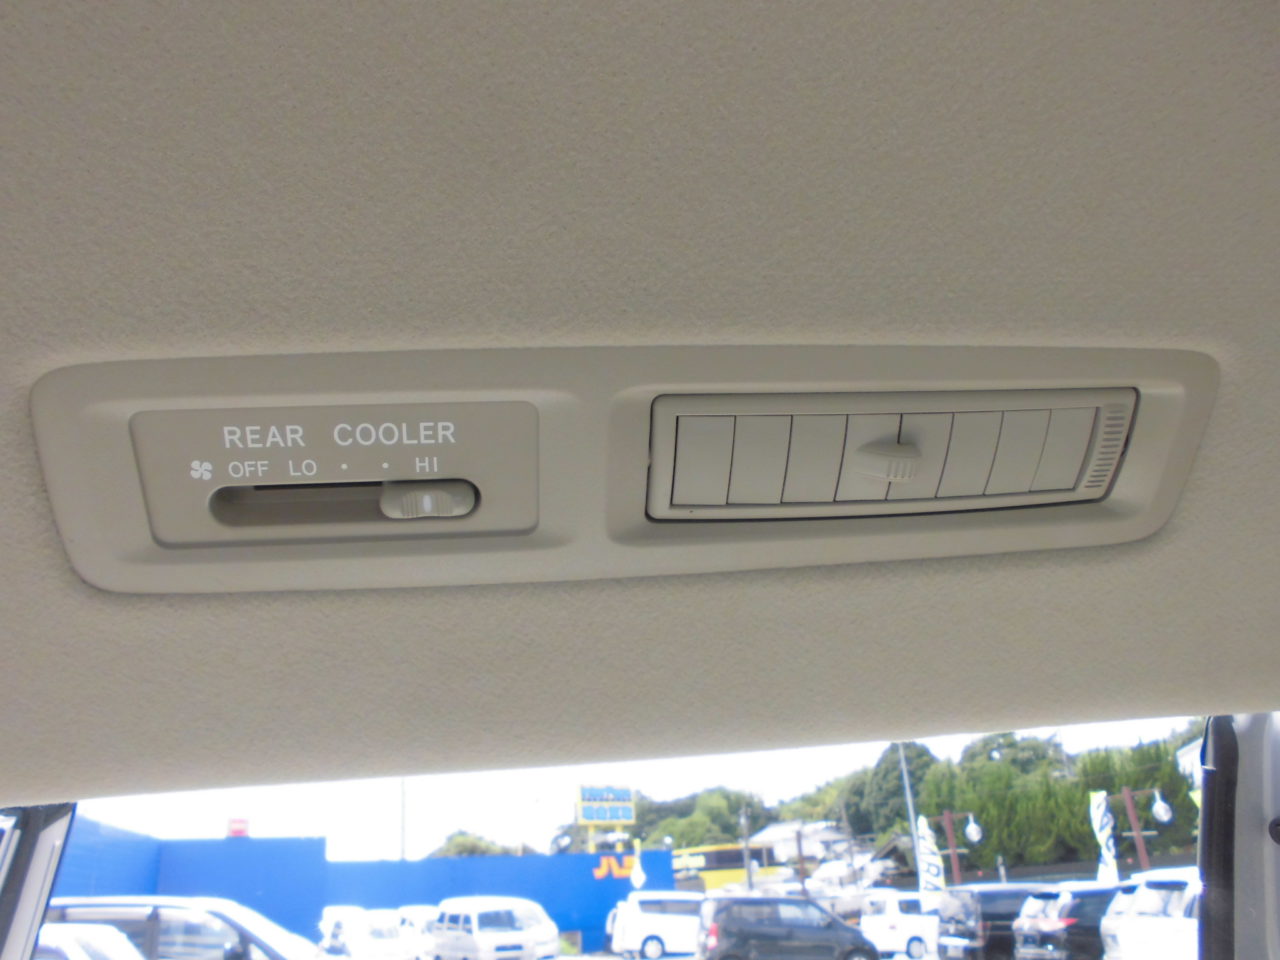 REAR COOLER
OFF LO • • HI